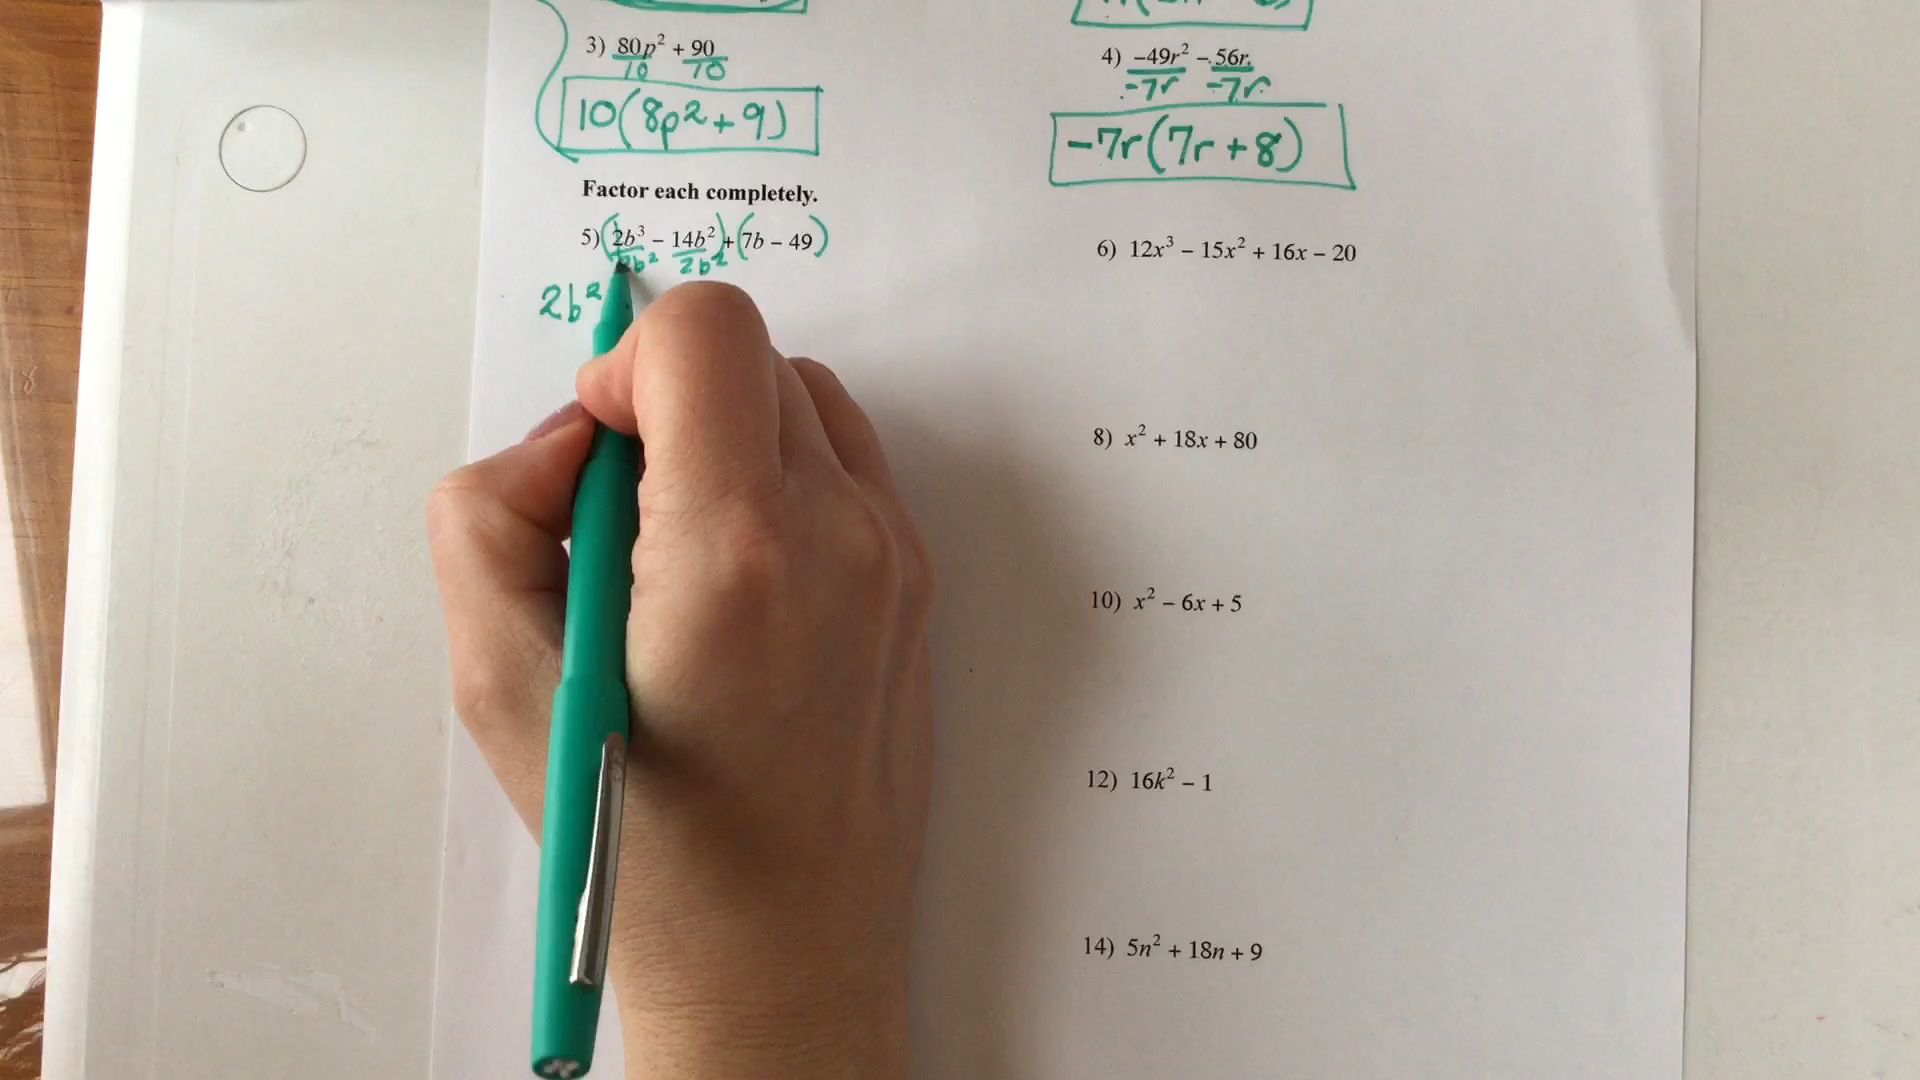 3) 80p² + 90
10 10
10(8p² + 9)
4) −49r² − 56r
-7r -7r
-7r(7r + 8)
Factor each completely.
5) (2b³ − 14b²) + (7b − 49)
2b² 2b²
2b²
6) 12x³ − 15x² + 16x − 20
8) x² + 18x + 80
10) x² − 6x + 5
12) 16k² − 1
14) 5n² + 18n + 9